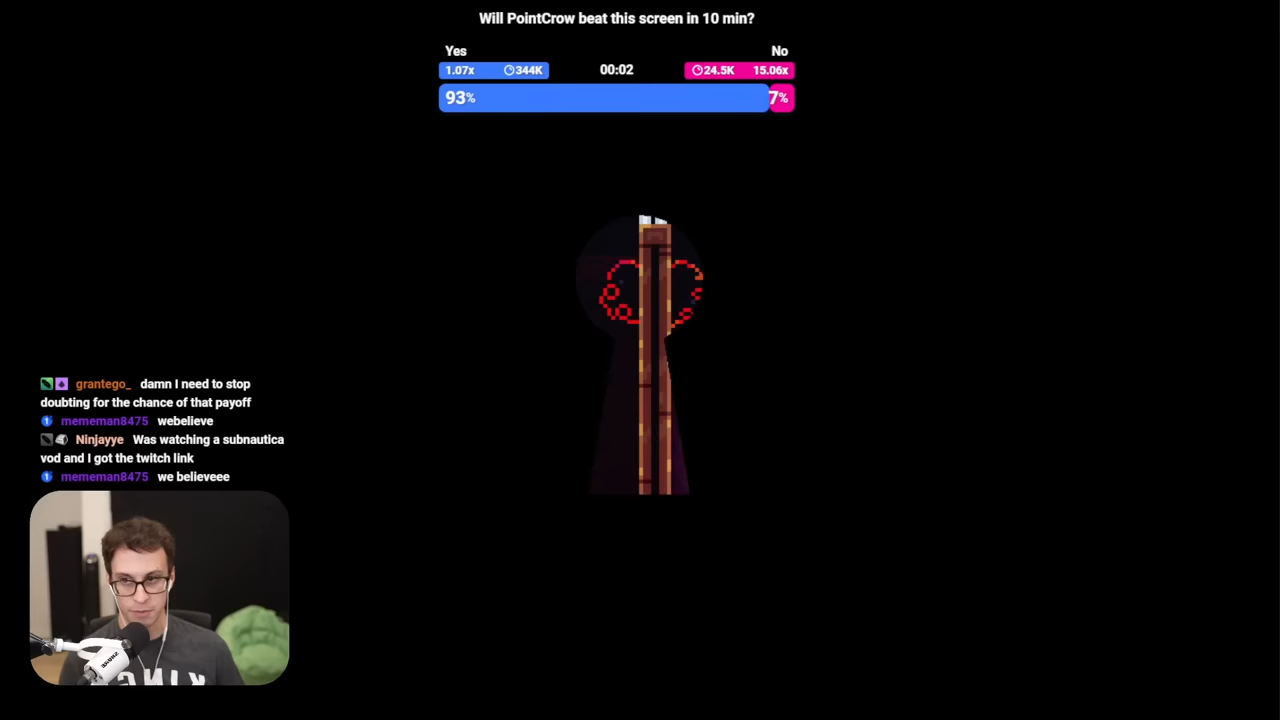 Will PointCrow beat this screen in 10 min?
Yes
No
1.07x 344K
00:02
24.5K 15.06x
93%
7%
grantego_ damn I need to stop
doubting for the chance of that payoff
mememan8475 webelieve
Ninjayye Was watching a subnautica
vod and I got the twitch link
mememan8475 we believeee